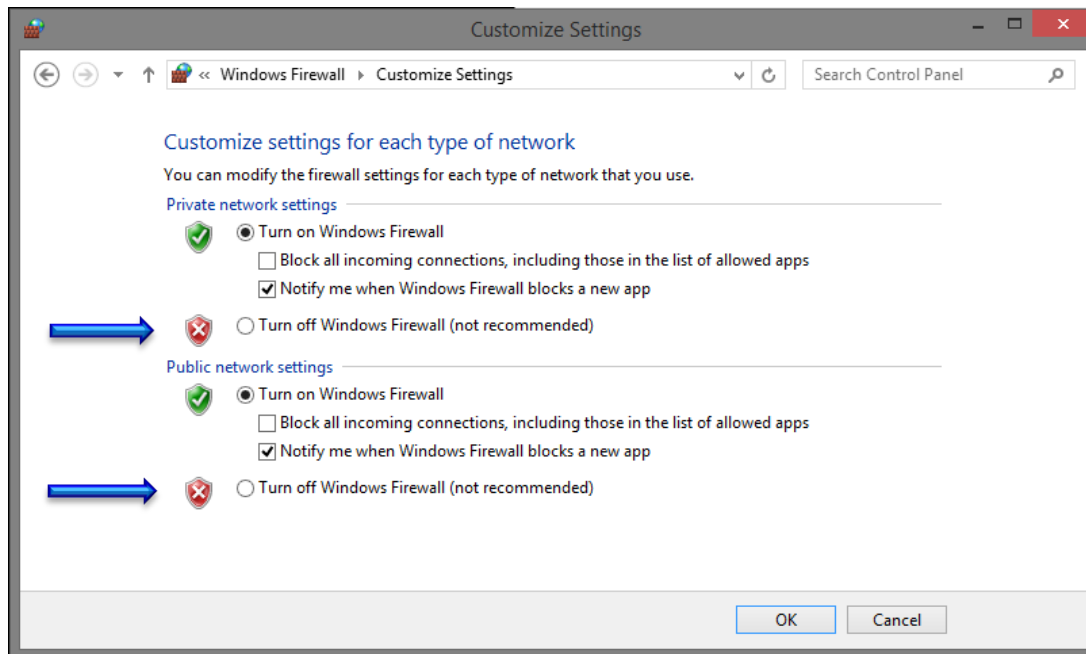 Customize Settings
« Windows Firewall Customize Settings
Search Control Panel
Customize settings for each type of network
You can modify the firewall settings for each type of network that you use.
Private network settings
Turn on Windows Firewall
Block all incoming connections, including those in the list of allowed apps
Notify me when Windows Firewall blocks a new app
Turn off Windows Firewall (not recommended)
Public network settings
Turn on Windows Firewall
Block all incoming connections, including those in the list of allowed apps
Notify me when Windows Firewall blocks a new app
Turn off Windows Firewall (not recommended)
OK Cancel